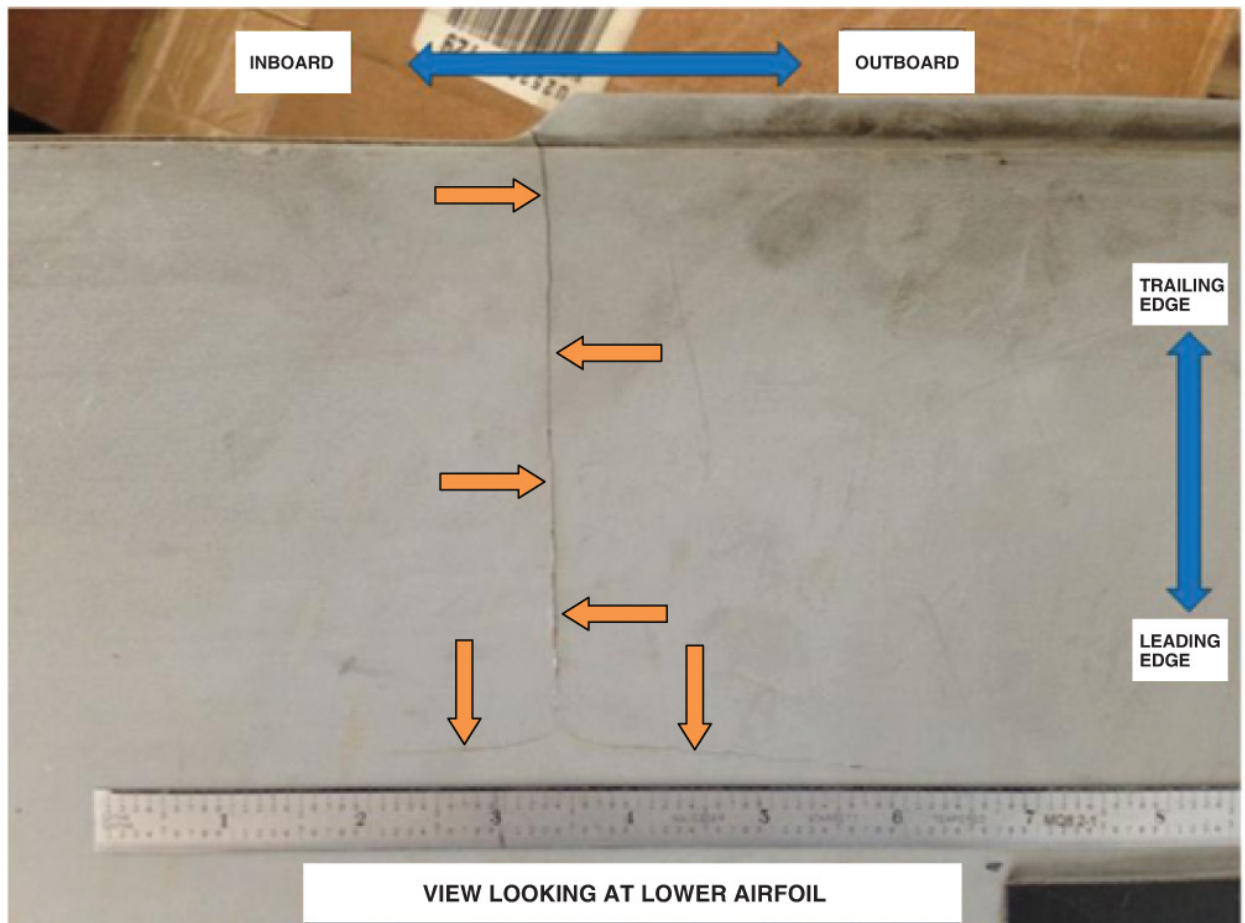 INBOARD
OUTBOARD
TRAILING
EDGE
LEADING
EDGE
1 2 3 4 5 6 7 8
VIEW LOOKING AT LOWER AIRFOIL